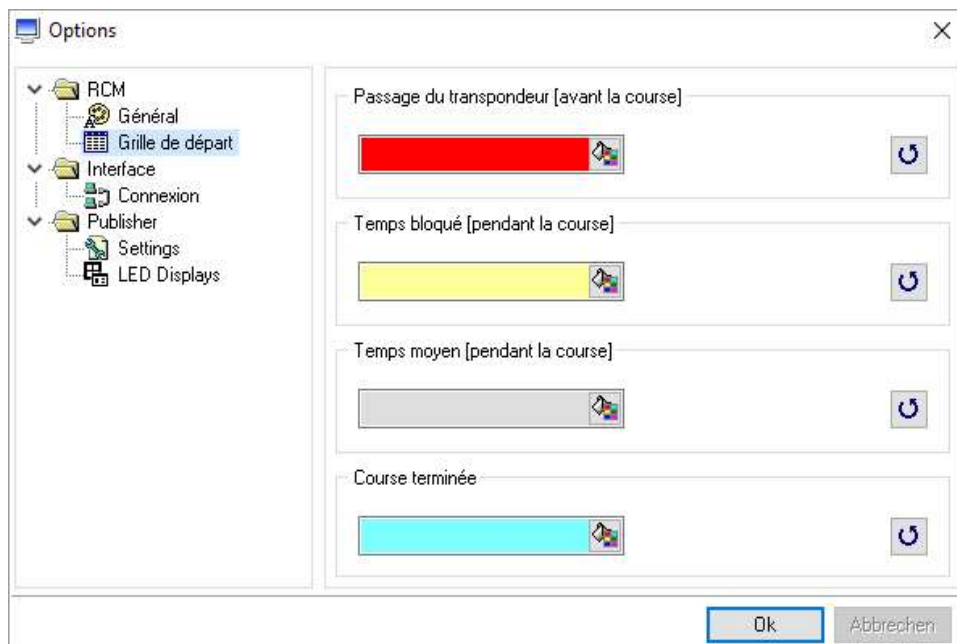 Options
RCM
Général
Grille de départ
Interface
Connexion
Publisher
Settings
LED Displays
Passage du transpondeur [avant la course]
Temps bloqué [pendant la course]
Temps moyen [pendant la course]
Course terminée
Ok
Abbrechen